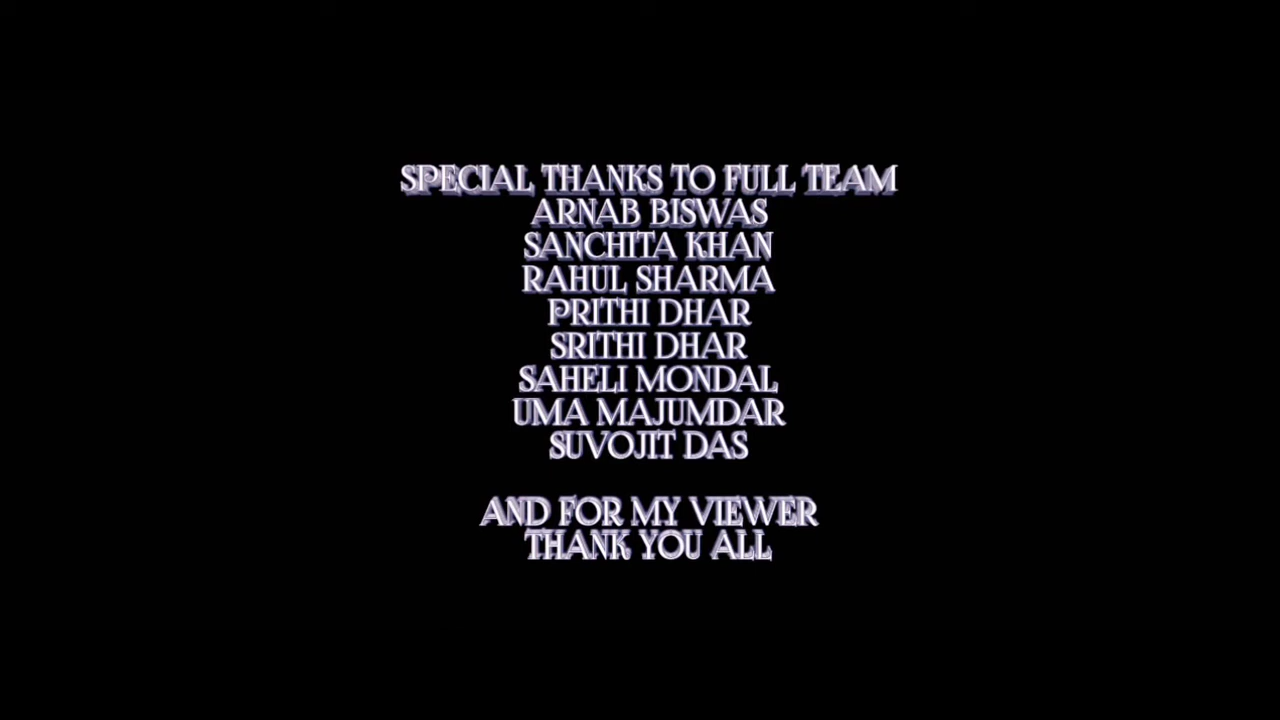 SPECIAL THANKS TO FULL TEAM
ARNAB BISWAS
SANCHITA KHAN
RAHUL SHARMA
PRITHI DHAR
SRITHI DHAR
SAHELI MONDAL
UMA MAJUMDAR
SUVOJIT DAS
AND FOR MY VIEWER
THANK YOU ALL